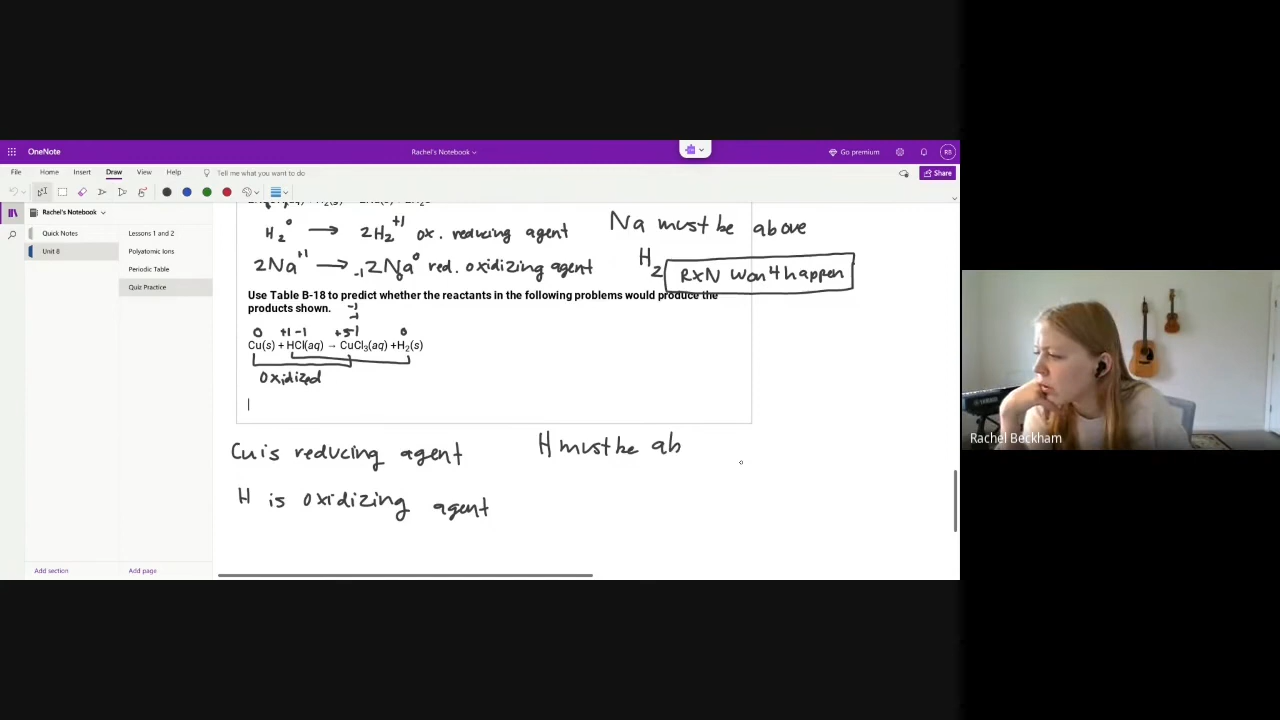 OneNote
Rachel's Notebook
Go premium
RB
File Home Insert Draw View Help Tell me what you want to do
Share
Rachel's Notebook
Quick Notes
Unit 8
Lessons 1 and 2
Polyatomic Ions
Periodic Table
Quiz Practice
Add section
Add page
H₂⁰ → 2H₂⁺¹ ox. reducing agent
2Na⁺¹ → 2Na⁰ red. oxidizing agent
Na must be above
H₂
RXN won4 happen
Use Table B-18 to predict whether the reactants in the following problems would produce the
products shown.
0 +1 -1 +5 -1 0
Cu(s) + HCl(aq) → CuCl₃(aq) +H₂(s)
Oxidized
Cu is reducing agent
H must be ab
H is oxidizing agent
Rachel Beckham